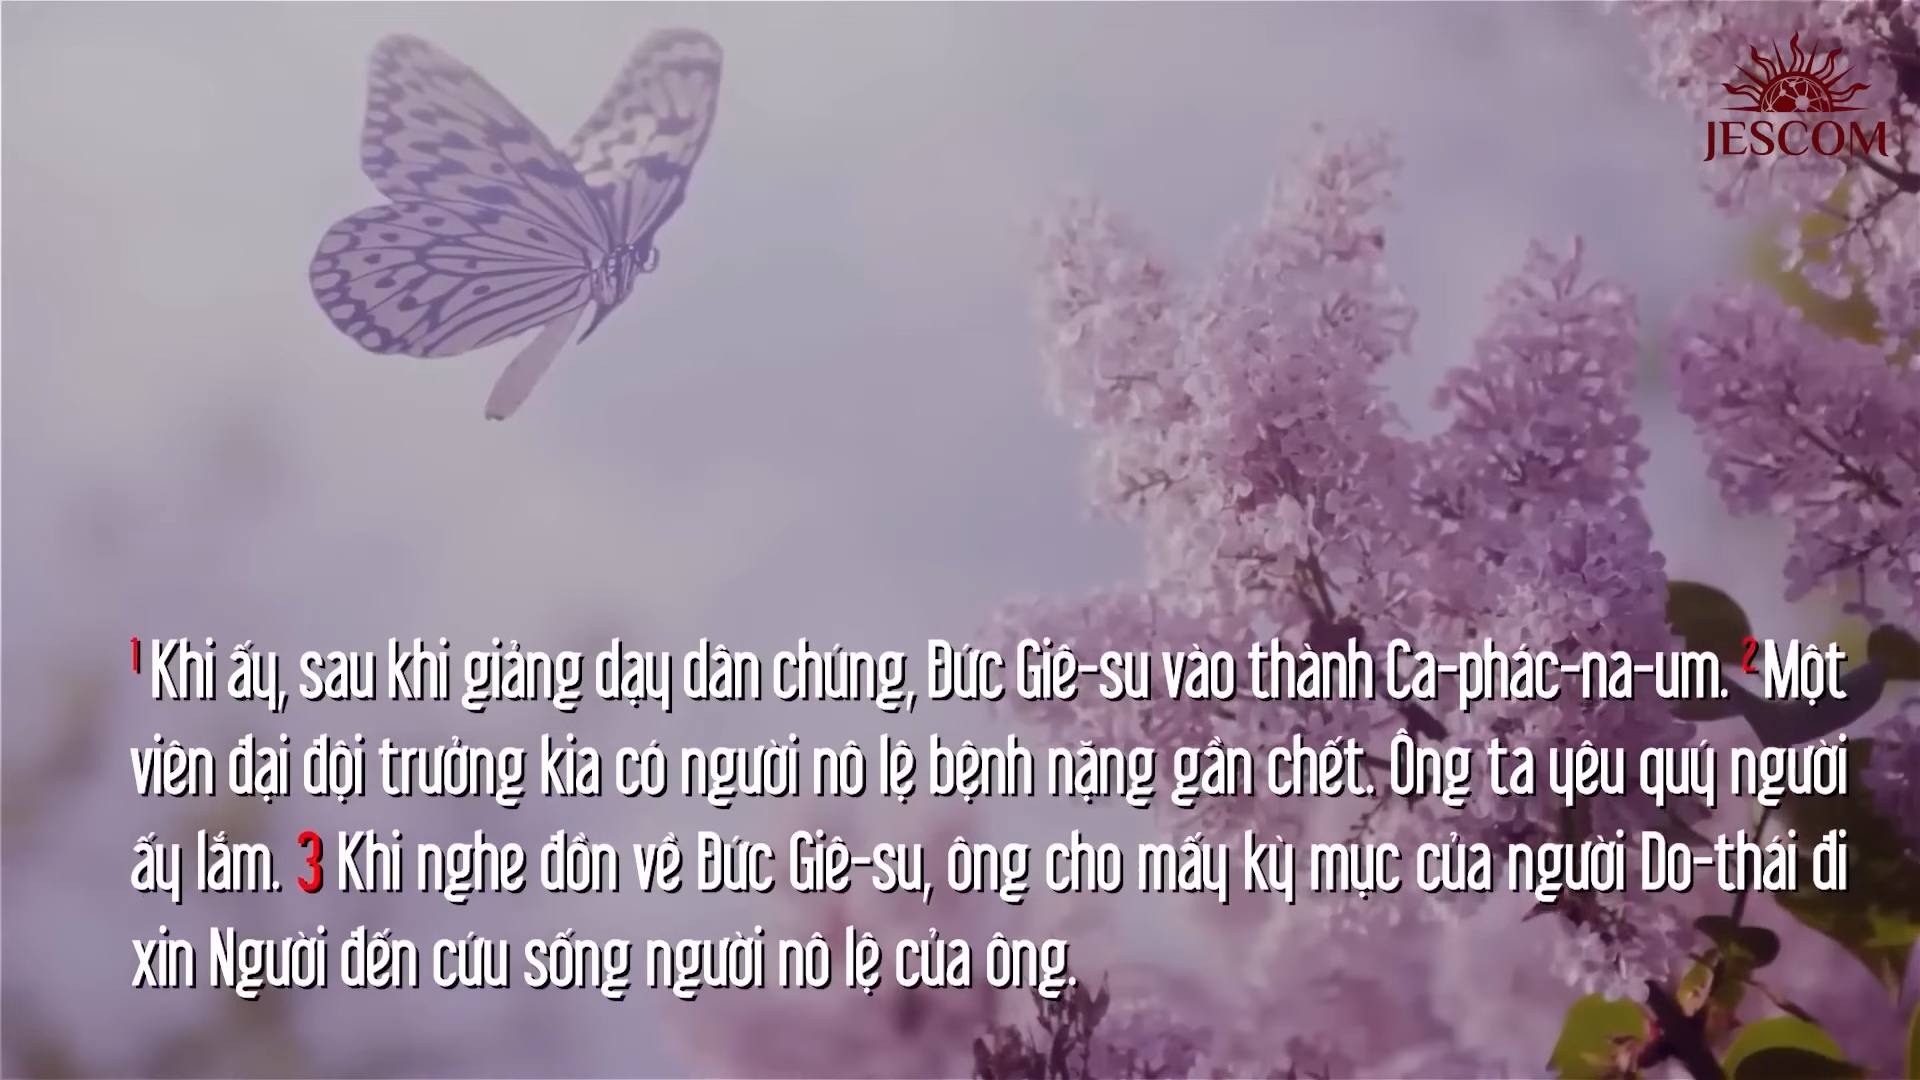 JESCOM
1 Khi ấy, sau khi giảng dạy dân chúng, Đức Giê-su vào thành Ca-phác-na-um. 2 Một
viên đại đội trưởng kia có người nô lệ bệnh nặng gần chết. Ông ta yêu quý người
ấy lắm. 3 Khi nghe đồn về Đức Giê-su, ông cho mấy kỳ mục của người Do-thái đi
xin Người đến cứu sống người nô lệ của ông.